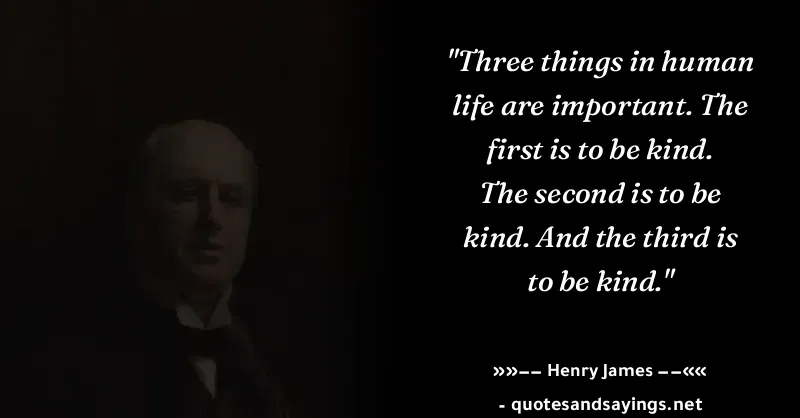 "Three things in human
life are important. The
first is to be kind.
The second is to be
kind. And the third is
to be kind."
»»–– Henry James ––««
- quotesandsayings.net